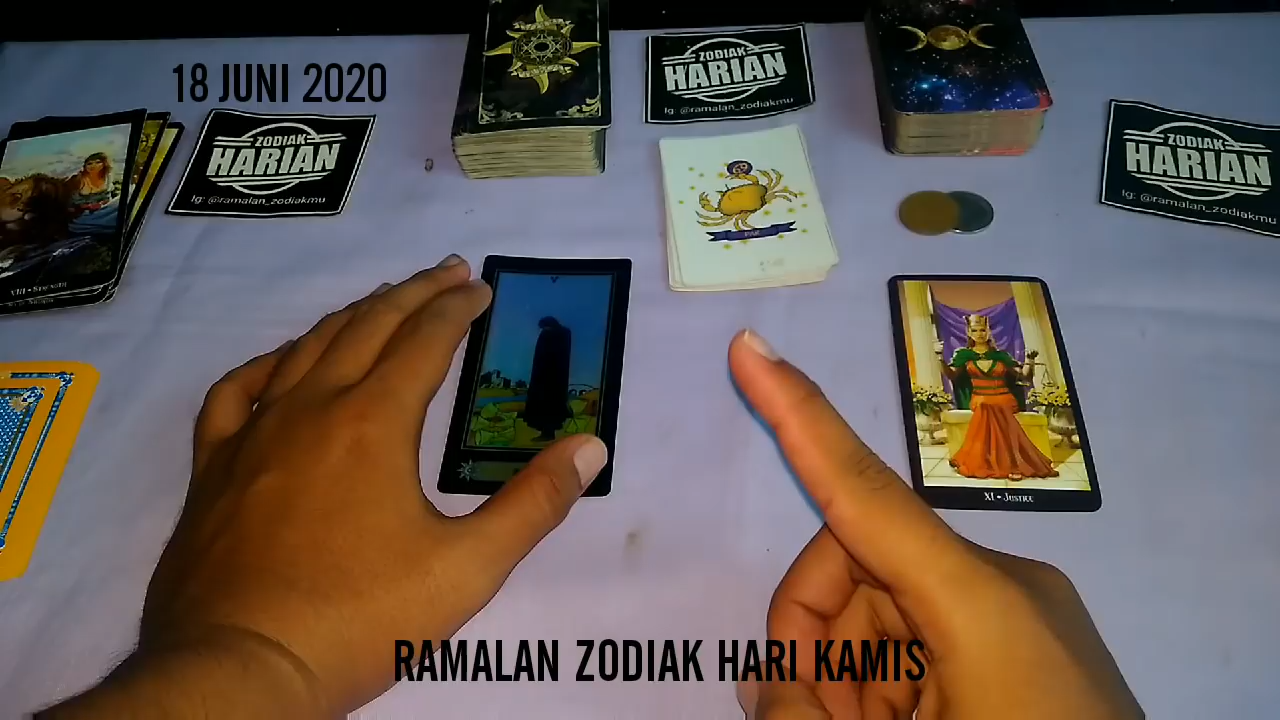 18 JUNI 2020
ZODIAK
HARIAN
Ig: @ramalan_zodiakmu
ZODIAK
HARIAN
Ig: @ramalan_zodiakmu
ZODIAK
HARIAN
Ig: @ramalan_zodiakmu
V
XI - JUSTICE
RAMALAN ZODIAK HARI KAMIS